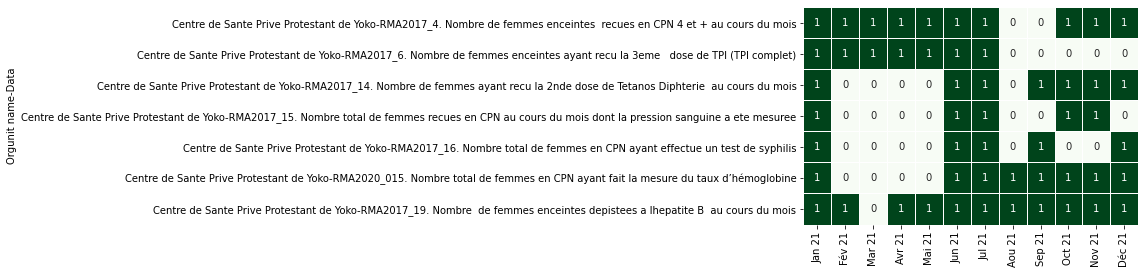 Orgunit name-Data
Centre de Sante Prive Protestant de Yoko-RMA2017_4. Nombre de femmes enceintes  recues en CPN 4 et + au cours du mois 1 1 1 1 1 1 1 0 0 1 1 1
Centre de Sante Prive Protestant de Yoko-RMA2017_6. Nombre de femmes enceintes ayant recu la 3eme   dose de TPI (TPI complet) 1 1 1 1 1 1 1 0 0 0 0 0
Centre de Sante Prive Protestant de Yoko-RMA2017_14. Nombre de femmes ayant recu la 2nde dose de Tetanos Diphterie  au cours du mois 1 0 0 0 0 1 1 0 1 1 1 1
Centre de Sante Prive Protestant de Yoko-RMA2017_15. Nombre total de femmes recues en CPN au cours du mois dont la pression sanguine a ete mesuree 1 0 0 0 0 1 1 0 0 1 1 0
Centre de Sante Prive Protestant de Yoko-RMA2017_16. Nombre total de femmes en CPN ayant effectue un test de syphilis 1 0 0 0 0 1 1 0 1 0 0 1
Centre de Sante Prive Protestant de Yoko-RMA2020_015. Nombre total de femmes en CPN ayant fait la mesure du taux d’hémoglobine 1 0 0 0 0 1 1 1 1 1 1 1
Centre de Sante Prive Protestant de Yoko-RMA2017_19. Nombre  de femmes enceintes depistees a lhepatite B  au cours du mois 1 1 0 1 1 1 1 1 1 1 1 1
Jan 21 Fév 21 Mar 21 Avr 21 Mai 21 Jun 21 Jul 21 Aou 21 Sep 21 Oct 21 Nov 21 Déc 21